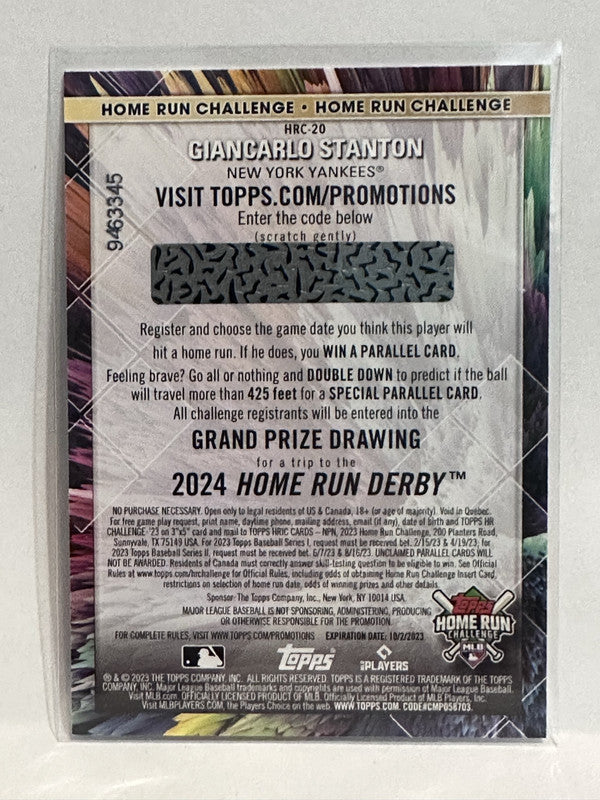 HOME RUN CHALLENGE • HOME RUN CHALLENGE
HRC-20
GIANCARLO STANTON
NEW YORK YANKEES®
9463345
VISIT TOPPS.COM/PROMOTIONS
Enter the code below
(scratch gently)
Register and choose the game date you think this player will
hit a home run. If he does, you WIN A PARALLEL CARD.
Feeling brave? Go all or nothing and DOUBLE DOWN to predict if the ball
will travel more than 425 feet for a SPECIAL PARALLEL CARD.
All challenge registrants will be entered into the
GRAND PRIZE DRAWING
for a trip to the
2024 HOME RUN DERBY™
NO PURCHASE NECESSARY. Open only to legal residents of US & Canada, 18+ (or age of majority). Void in Quebec.
For free game play request, print name, daytime phone, mailing address, email (if any), date of birth and TOPPS HR
CHALLENGE-'23 on 3"x5" card and mail to TOPPS HRIC CARDS – NPN, 2023 Home Run Challenge, 200 Planters Road,
Sunnyvale, TX 75149 USA. For 2023 Topps Baseball Series I, request must be received bet. 2/15/23 & 4/19/23; for
2023 Topps Baseball Series II, request must be received bet. 6/7/23 & 8/16/23. UNCLAIMED PARALLEL CARDS WILL
NOT BE AWARDED. Residents of Canada must correctly answer skill-testing question to be eligible to win. See Official
Rules at www.topps.com/hrchallenge for Official Rules, including odds of obtaining Home Run Challenge Insert Card,
restrictions on selection of home run date, odds of winning prizes and other details.
Sponsor: The Topps Company, Inc., New York, NY 10014 USA.
MAJOR LEAGUE BASEBALL IS NOT SPONSORING, ADMINISTERING, PRODUCING
OR OTHERWISE RESPONSIBLE FOR THE PROMOTION.
FOR COMPLETE RULES, VISIT WWW.TOPPS.COM/PROMOTIONS EXPIRATION DATE: 10/2/2023
TOPPS
HOME RUN
CHALLENGE
MLB
Topps
MLB PLAYERS
® & © 2023 THE TOPPS COMPANY, INC. ALL RIGHTS RESERVED. TOPPS IS A REGISTERED TRADEMARK OF THE TOPPS
COMPANY, INC. Major League Baseball trademarks and copyrights are used with permission of Major League Baseball.
Visit MLB.com. OFFICIALLY LICENSED PRODUCT OF MLB. Officially Licensed Product of MLB Players, Inc.
Visit MLBPLAYERS.COM, the Players Choice on the web. WWW.TOPPS.COM. CODE#CMP056703.